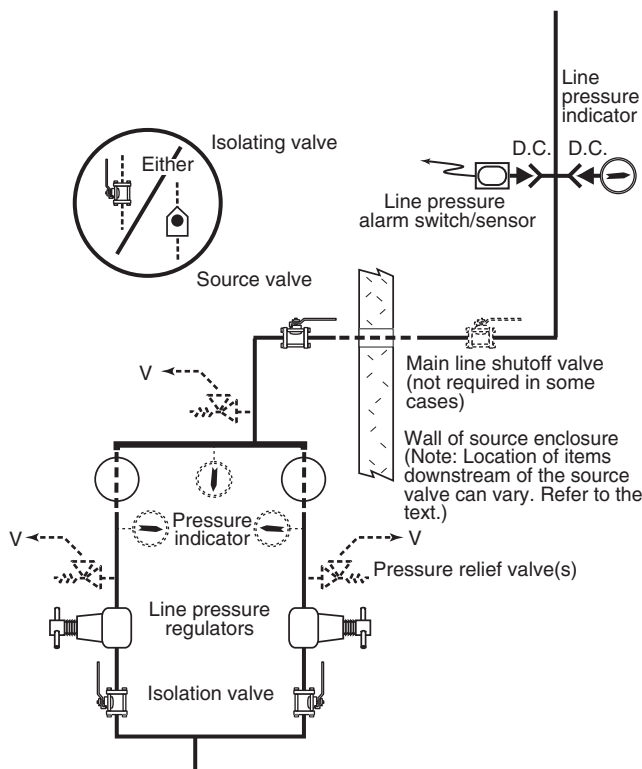 Line
pressure
indicator
D.C.
D.C.
Isolating valve
Either
Line pressure
alarm switch/sensor
Source valve
Main line shutoff valve
(not required in some
cases)
V
Wall of source enclosure
(Note: Location of items
downstream of the source
valve can vary. Refer to the
text.)
Pressure
indicator
V
V
Pressure relief valve(s)
Line pressure
regulators
Isolation valve